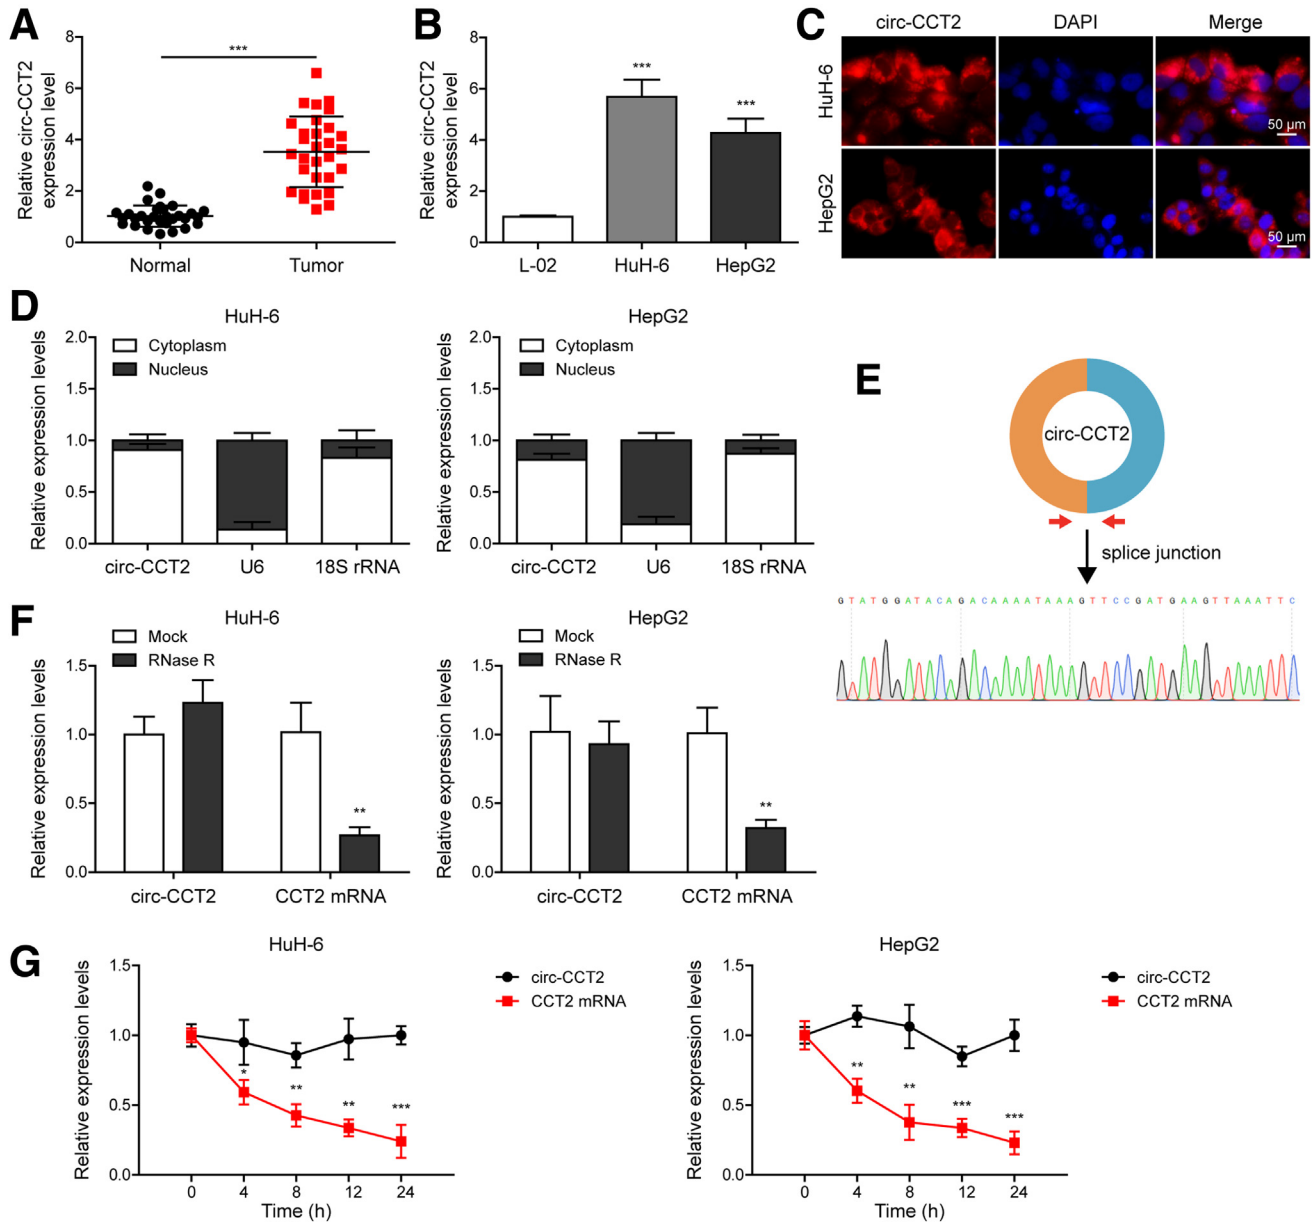 A
Relative circ-CCT2
expression level
8
6
4
2
0
***
Normal
Tumor
B
Relative circ-CCT2
expression level
8
6
4
2
0
***
***
L-02
HuH-6
HepG2
C
circ-CCT2
DAPI
Merge
HuH-6
50 µm
HepG2
50 µm
D
HuH-6
Relative expression levels
2.0
1.5
1.0
0.5
0.0
Cytoplasm
Nucleus
circ-CCT2
U6
18S rRNA
HepG2
Relative expression levels
2.0
1.5
1.0
0.5
0.0
Cytoplasm
Nucleus
circ-CCT2
U6
18S rRNA
E
circ-CCT2
splice junction
GTATGGATACAGACAAAATAAAGTTCCGATGAAGTTAAATTC
F
HuH-6
Relative expression levels
1.5
1.0
0.5
0.0
Mock
RNase R
**
circ-CCT2
CCT2 mRNA
HepG2
Relative expression levels
1.5
1.0
0.5
0.0
Mock
RNase R
**
circ-CCT2
CCT2 mRNA
G
HuH-6
Relative expression levels
1.5
1.0
0.5
0.0
circ-CCT2
CCT2 mRNA
*
**
**
***
0
4
8
12
24
Time (h)
HepG2
Relative expression levels
1.5
1.0
0.5
0.0
circ-CCT2
CCT2 mRNA
**
**
***
***
0
4
8
12
24
Time (h)